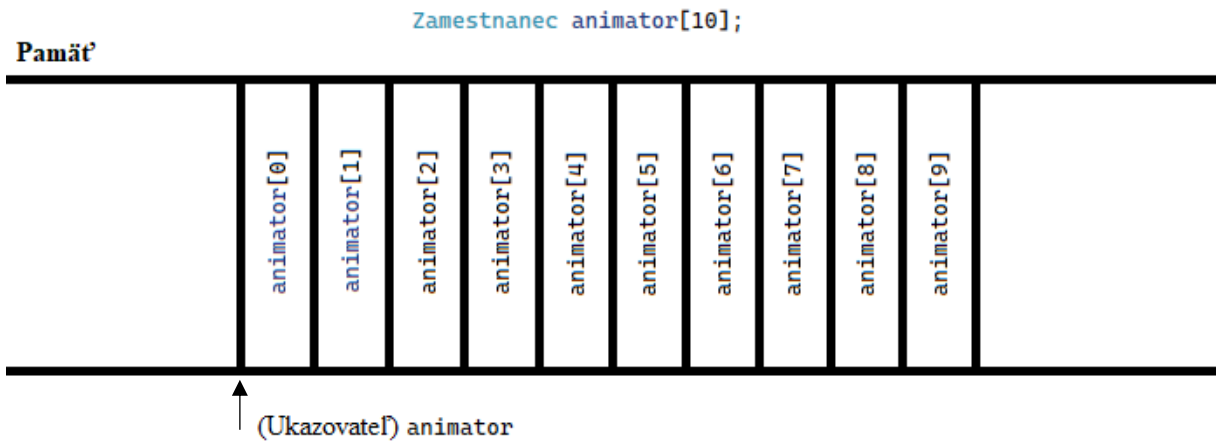 Zamestnanec animator[10];
Pamäť
animator[0]
animator[1]
animator[2]
animator[3]
animator[4]
animator[5]
animator[6]
animator[7]
animator[8]
animator[9]
(Ukazovateľ) animator